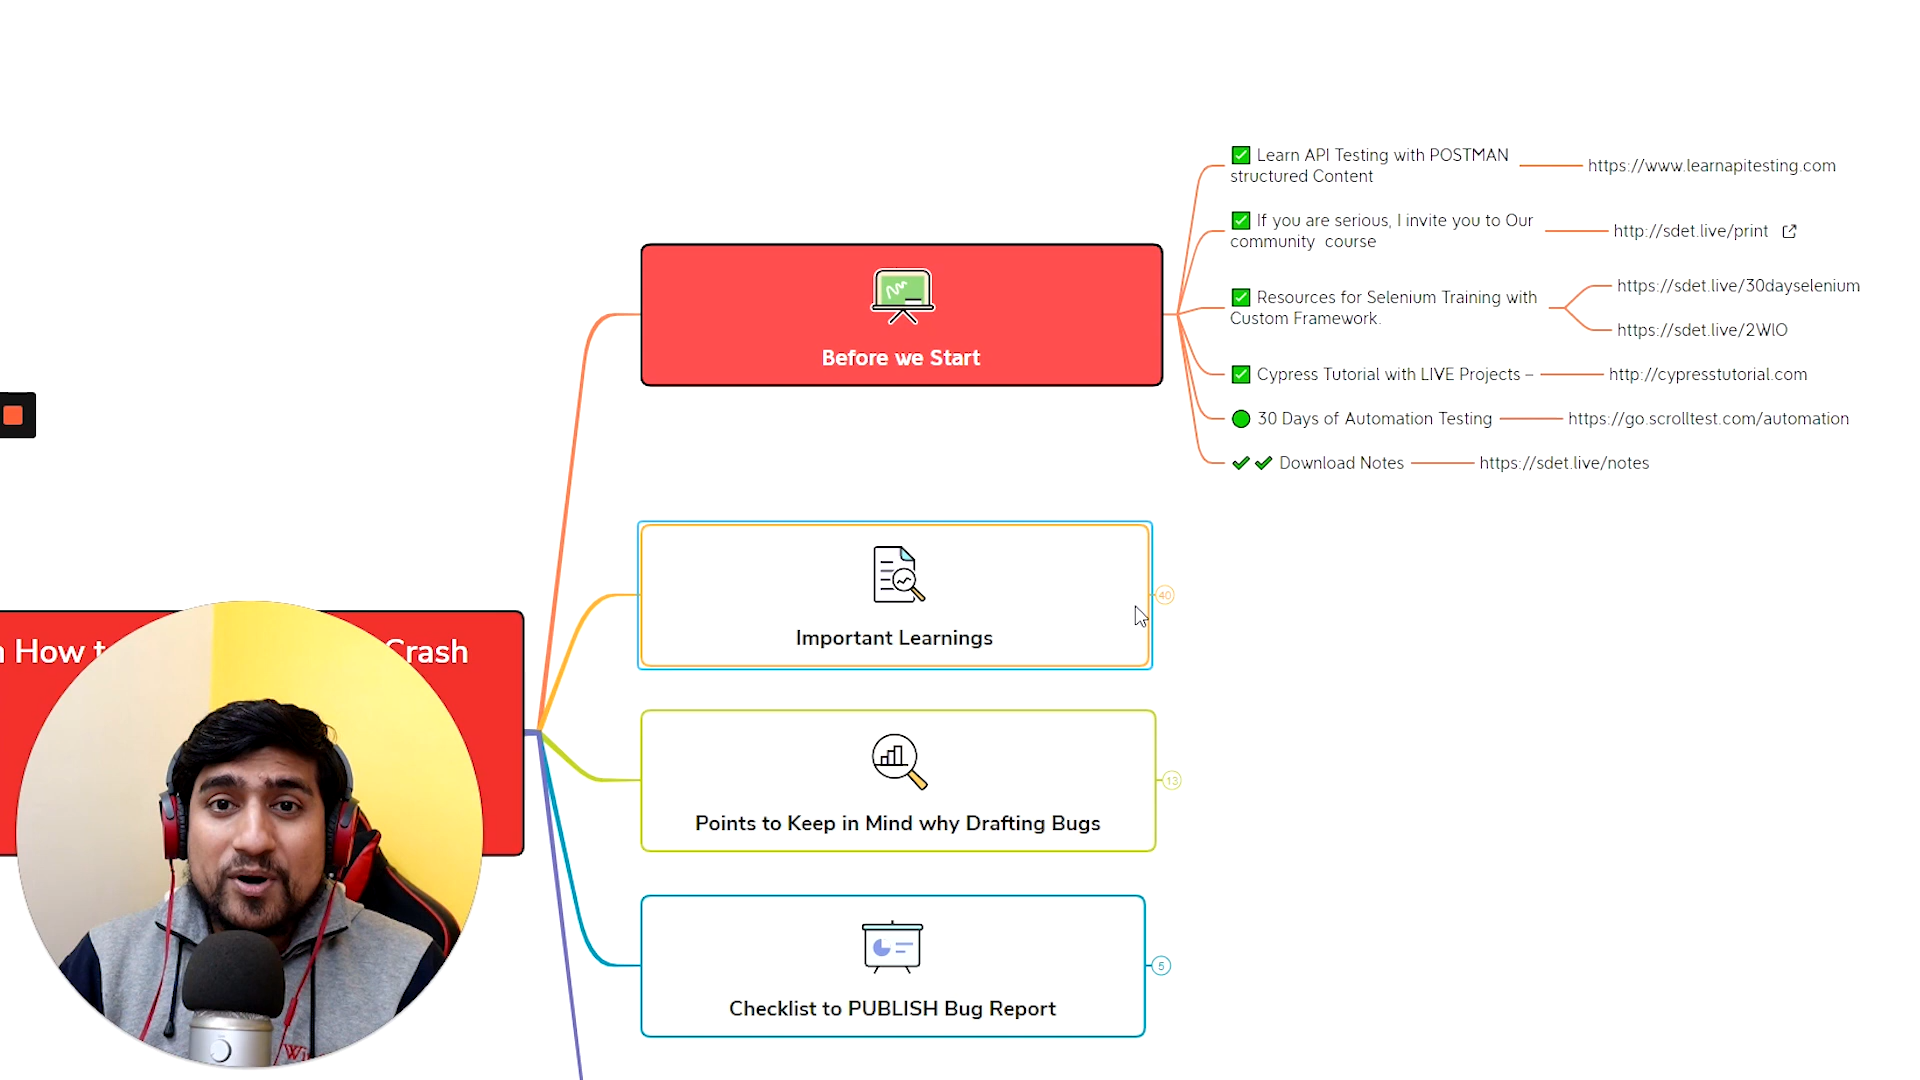 Learn API Testing with POSTMAN
structured Content
https://www.learnapitesting.com
If you are serious, I invite you to Our
community course
http://sdet.live/print
Resources for Selenium Training with
Custom Framework.
https://sdet.live/30dayselenium
https://sdet.live/2WlO
Cypress Tutorial with LIVE Projects –
http://cypresstutorial.com
30 Days of Automation Testing
https://go.scrolltest.com/automation
Download Notes
https://sdet.live/notes
Before we Start
Important Learnings
40
How
Crash
Points to Keep in Mind why Drafting Bugs
13
Checklist to PUBLISH Bug Report
5